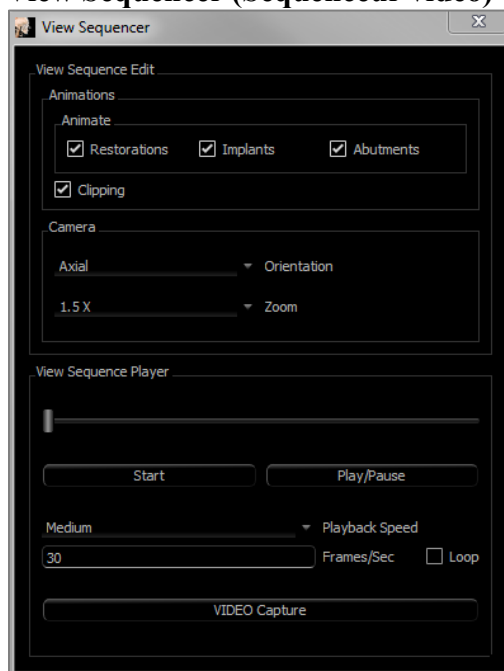 View Sequencer (Sequenceur Video)
View Sequencer
View Sequence Edit
Animations
Animate
Restorations Implants Abutments
Clipping
Camera
Axial Orientation
1.5 X Zoom
View Sequence Player
Start Play/Pause
Medium Playback Speed
30 Frames/Sec Loop
VIDEO Capture